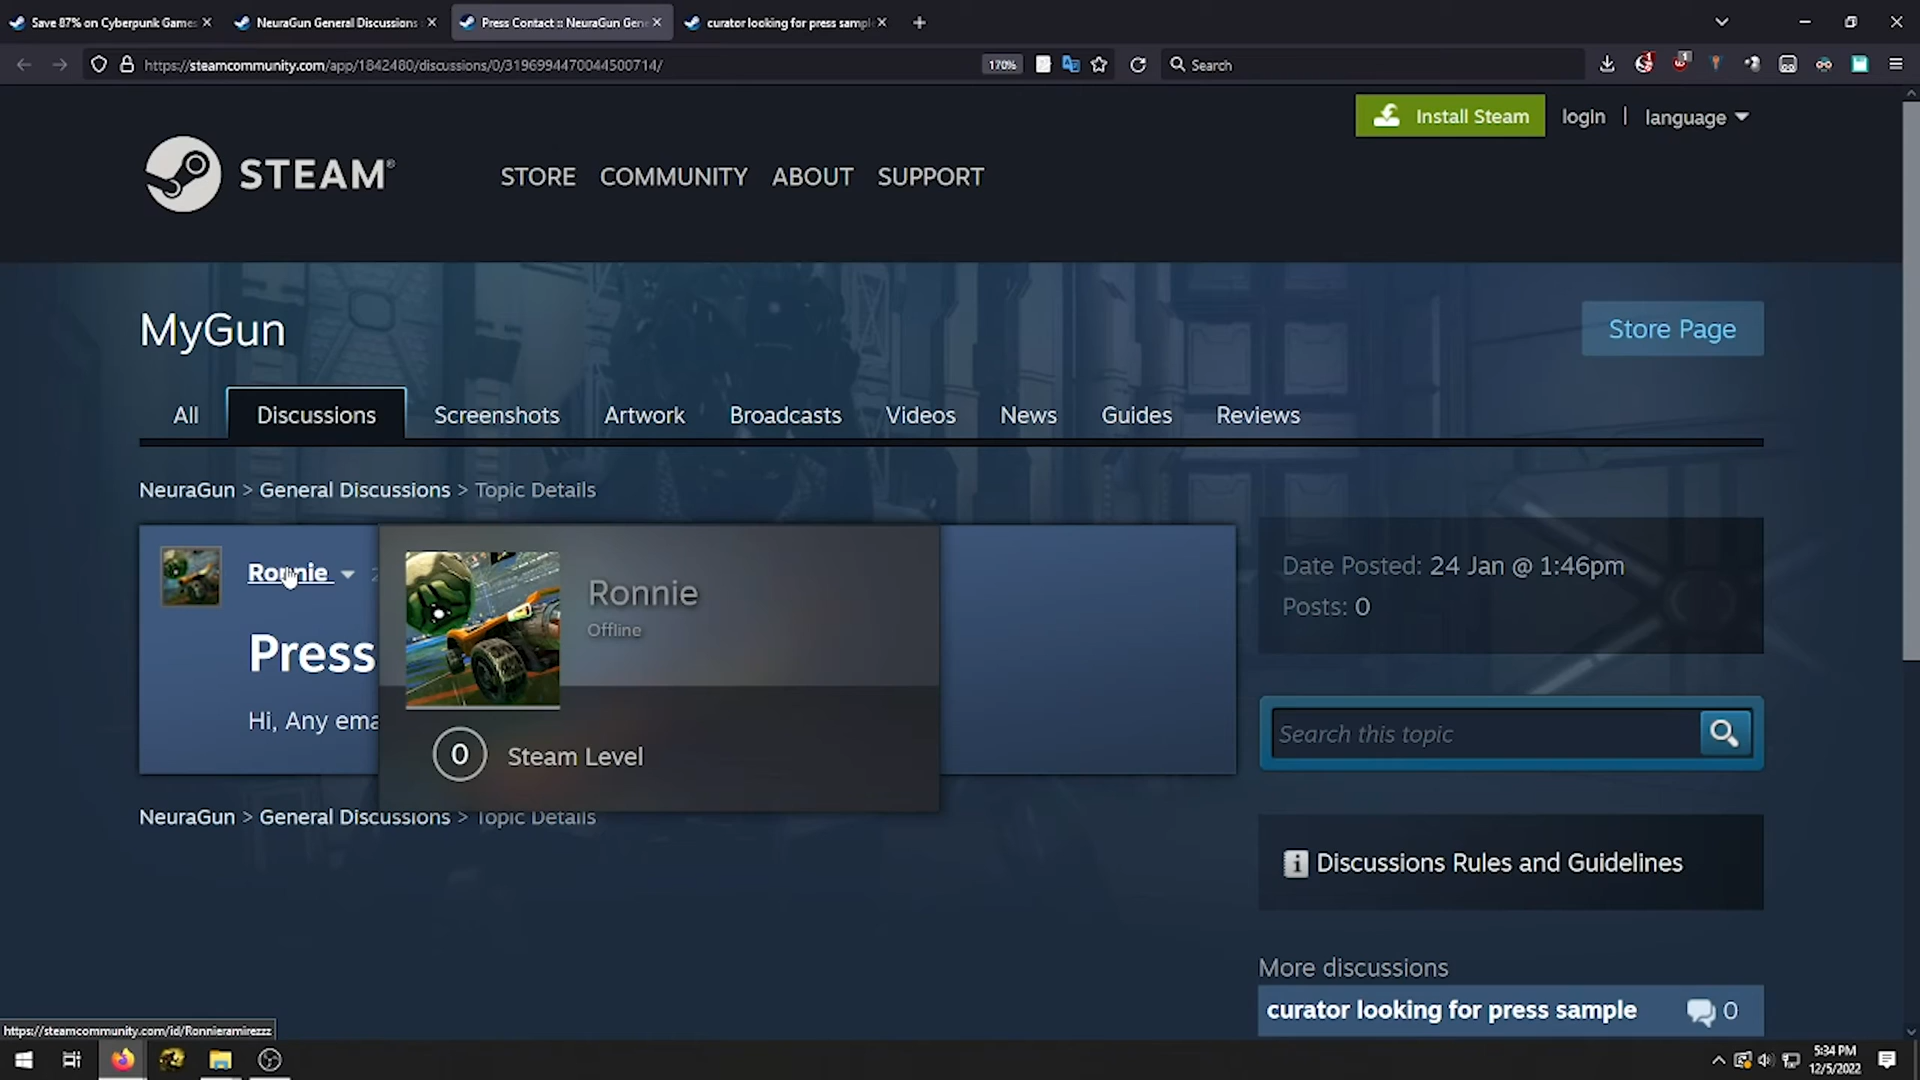 Save 87% on Cyberpunk Games
NeuraGun General Discussions
Press Contact :: NeuraGun Gen
curator looking for press sampl
https://steamcommunity.com/app/1842480/discussions/0/3196994470044500714/
170%
Search
Install Steam
login
language
STEAM®
STORE
COMMUNITY
ABOUT
SUPPORT
MyGun
Store Page
All
Discussions
Screenshots
Artwork
Broadcasts
Videos
News
Guides
Reviews
NeuraGun > General Discussions > Topic Details
Ronnie
Ronnie
Offline
Press
Hi, Any ema
0 Steam Level
Date Posted: 24 Jan @ 1:46pm
Posts: 0
Search this topic
NeuraGun > General Discussions > Topic Details
Discussions Rules and Guidelines
More discussions
curator looking for press sample
0
https://steamcommunity.com/id/Ronnieramirezzz
5:34 PM
12/5/2022